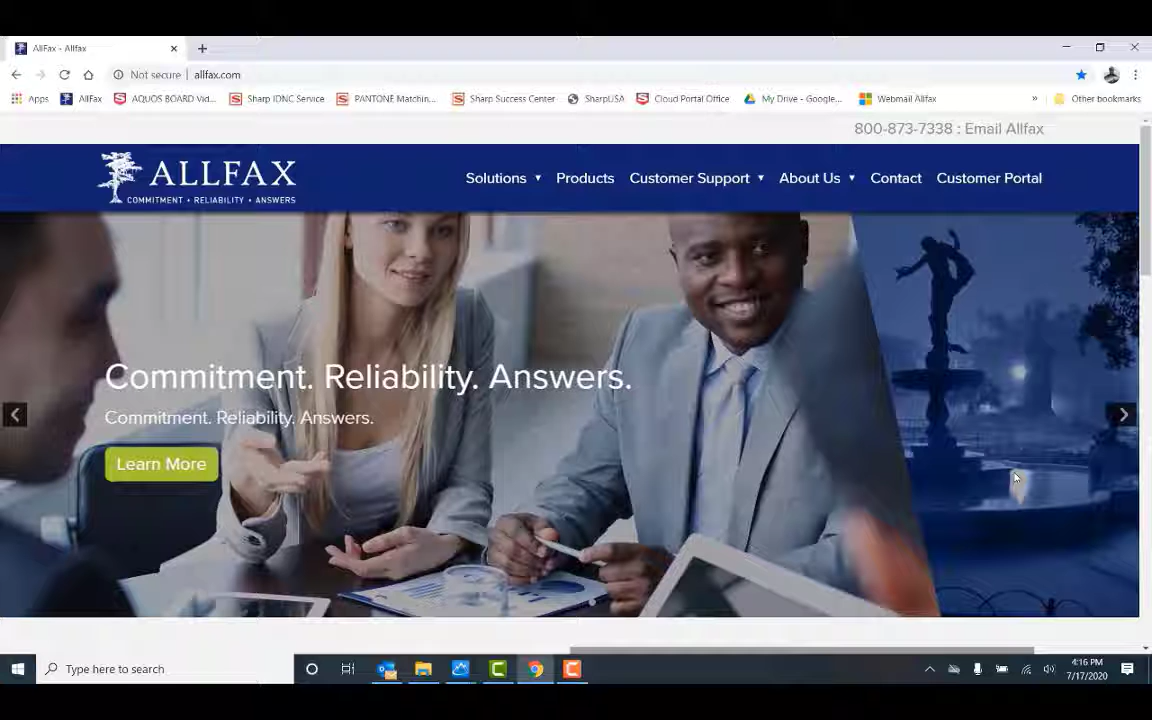 AllFax - Allfax
Not secure | allfax.com
Apps AllFax AQUOS BOARD Vid... Sharp IDNC Service PANTONE Matchin... Sharp Success Center SharpUSA Cloud Portal Office My Drive - Google... Webmail Allfax » Other bookmarks
800-873-7338 : Email Allfax
ALLFAX
COMMITMENT • RELIABILITY • ANSWERS
Solutions Products Customer Support About Us Contact Customer Portal
Commitment. Reliability. Answers.
Commitment. Reliability. Answers.
Learn More
Type here to search
4:16 PM
7/17/2020